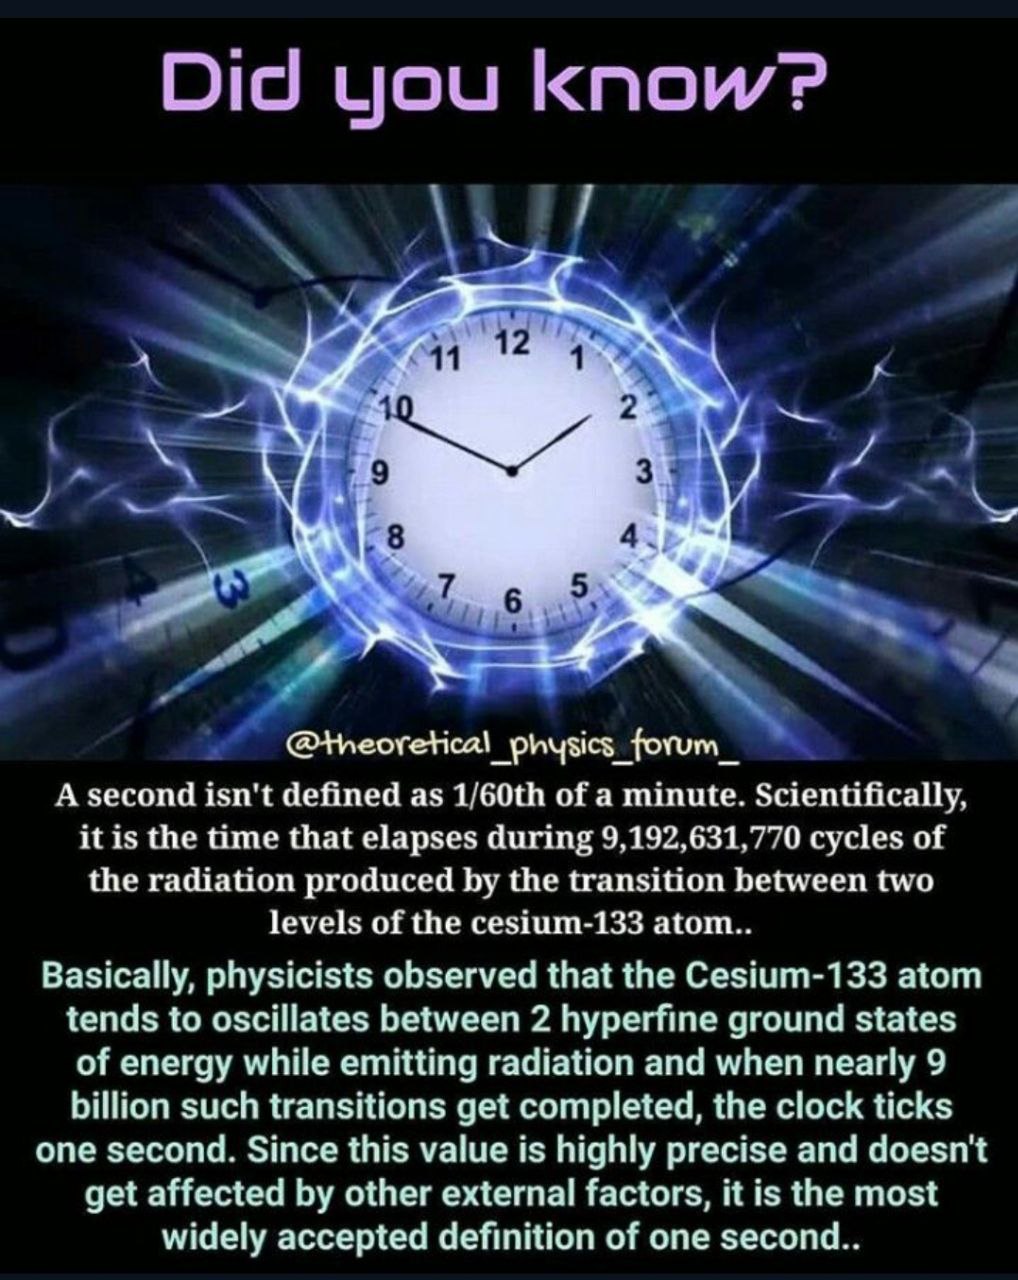 Did you know?
12
11
1
10
2
9
3
8
4
7
5
6
3
4
@theoretical_physics_forum_
A second isn't defined as 1/60th of a minute. Scientifically,
it is the time that elapses during 9,192,631,770 cycles of
the radiation produced by the transition between two
levels of the cesium-133 atom..
Basically, physicists observed that the Cesium-133 atom
tends to oscillates between 2 hyperfine ground states
of energy while emitting radiation and when nearly 9
billion such transitions get completed, the clock ticks
one second. Since this value is highly precise and doesn't
get affected by other external factors, it is the most
widely accepted definition of one second..